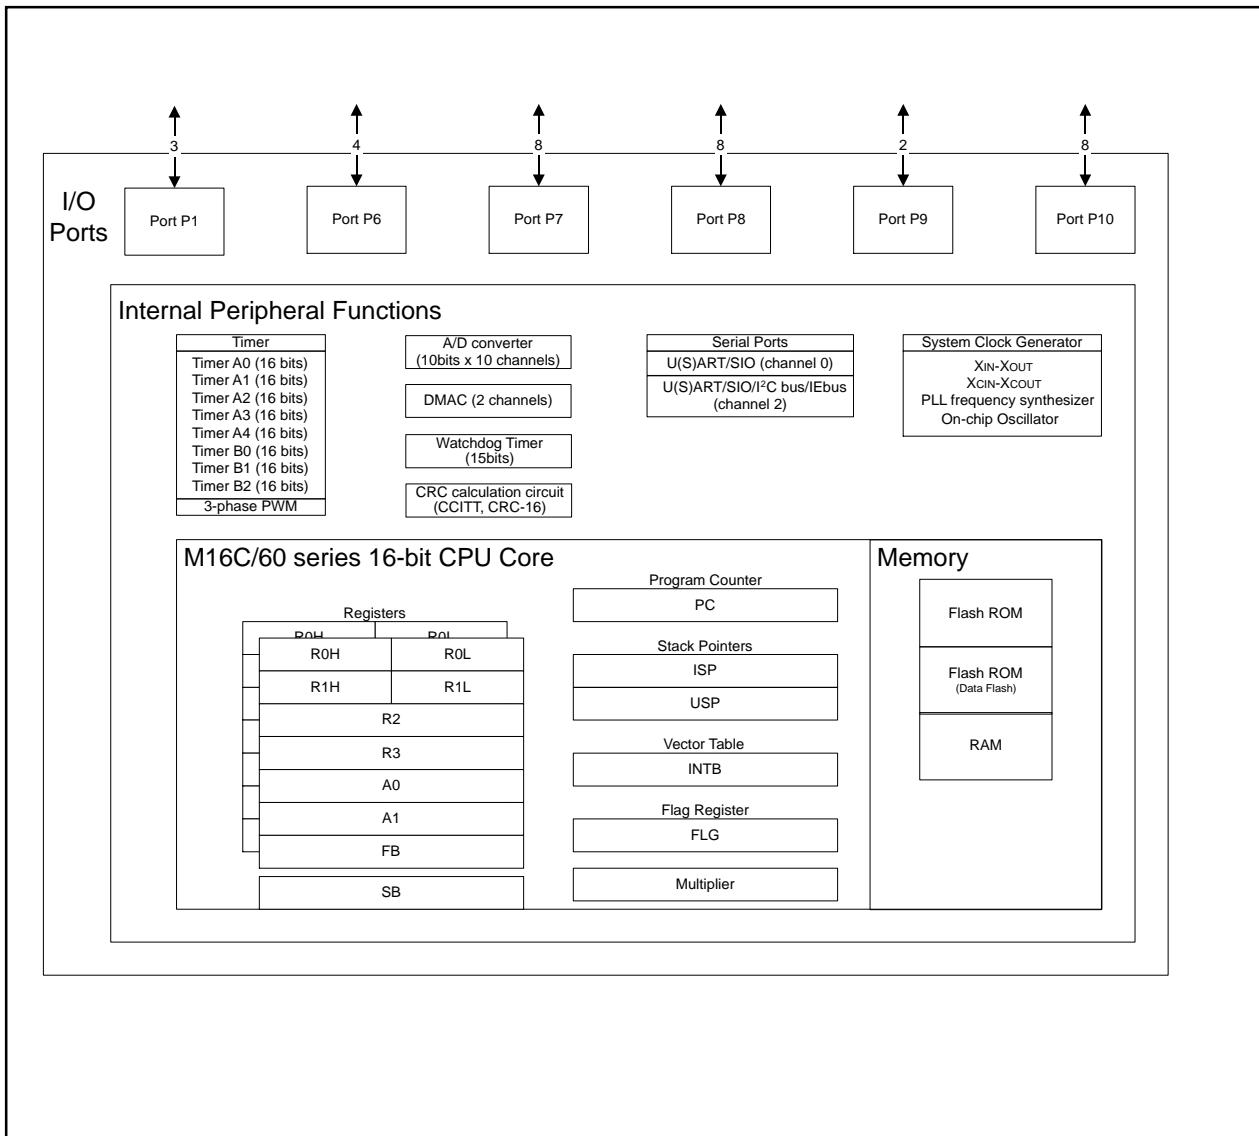 3
4
8
8
2
8
I/O
Ports
Port P1
Port P6
Port P7
Port P8
Port P9
Port P10
Internal Peripheral Functions
Timer
Timer A0 (16 bits)
Timer A1 (16 bits)
Timer A2 (16 bits)
Timer A3 (16 bits)
Timer A4 (16 bits)
Timer B0 (16 bits)
Timer B1 (16 bits)
Timer B2 (16 bits)
3-phase PWM
A/D converter
(10bits x 10 channels)
DMAC (2 channels)
Watchdog Timer
(15bits)
CRC calculation circuit
(CCITT, CRC-16)
Serial Ports
U(S)ART/SIO (channel 0)
U(S)ART/SIO/I²C bus/IEbus
(channel 2)
System Clock Generator
XIN-XOUT
XCIN-XCOUT
PLL frequency synthesizer
On-chip Oscillator
M16C/60 series 16-bit CPU Core
Registers
R0H
R0L
R0H
R0L
R1H
R1L
R2
R3
A0
A1
FB
SB
Program Counter
PC
Stack Pointers
ISP
USP
Vector Table
INTB
Flag Register
FLG
Multiplier
Memory
Flash ROM
Flash ROM
(Data Flash)
RAM